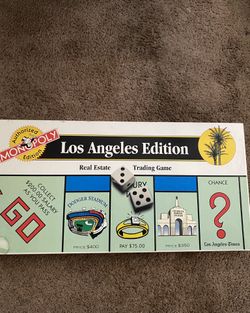 Authorized
MONOPOLY
Edition
Los Angeles Edition
Real Estate Trading Game
COLLECT
$200.00 SALARY
AS YOU PASS
GO
DODGER STADIUM
PRICE $400
URY
PAY $75.00
PRICE $350
CHANCE
?
Los Angeles Times